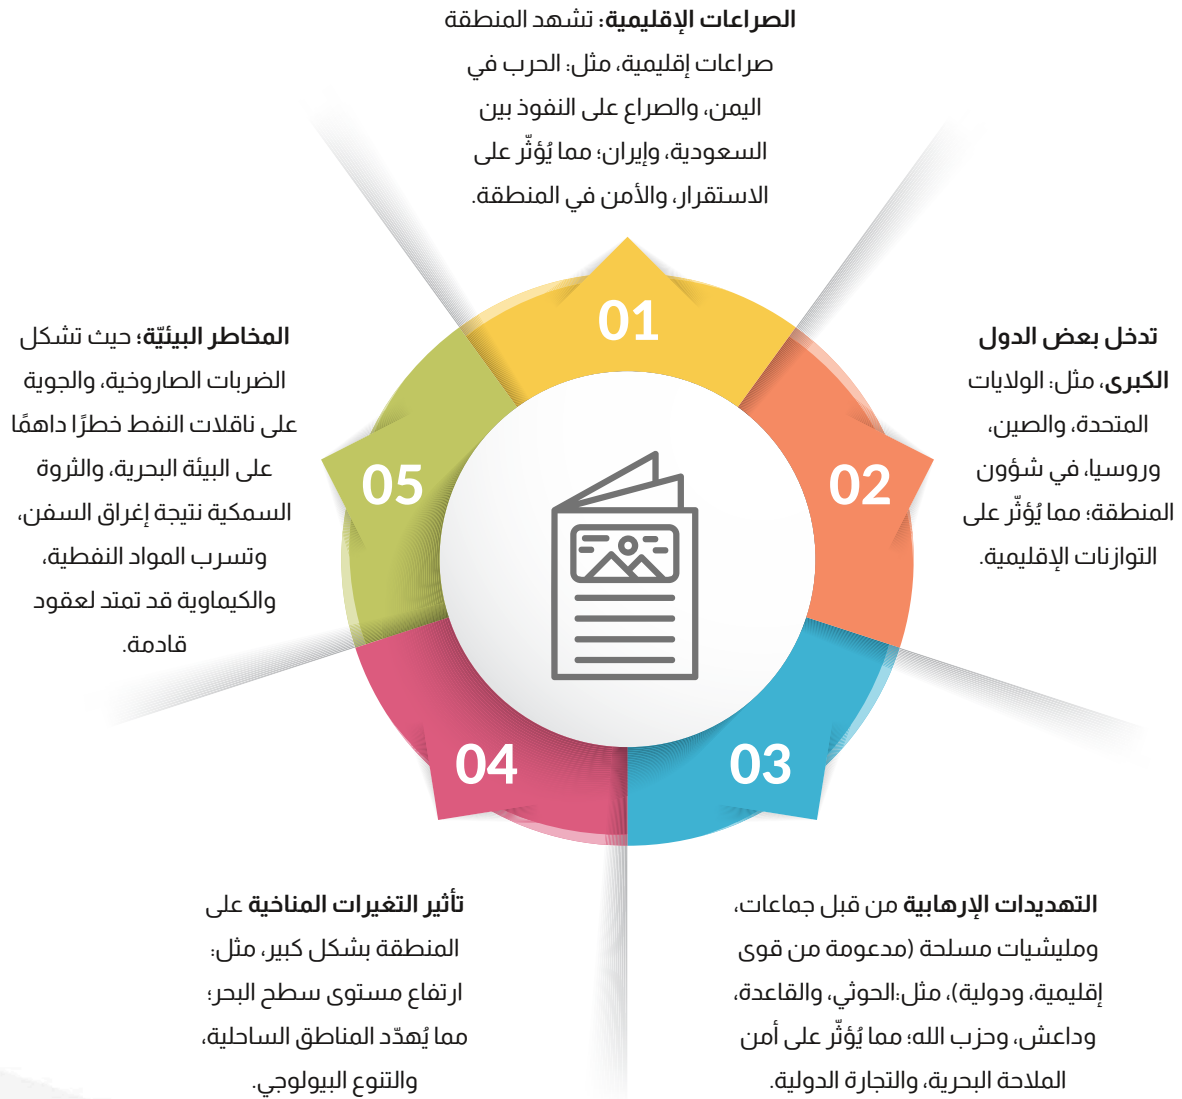 الصراعات الإقليمية: تشهد المنطقة
صراعات إقليمية، مثل: الحرب في
اليمن، والصراع على النفوذ بين
السعودية، وإيران؛ مما يُؤثّر على
الاستقرار، والأمن في المنطقة.
01
تدخل بعض الدول
الكبرى، مثل: الولايات
المتحدة، والصين،
وروسيا، في شؤون
المنطقة؛ مما يُؤثّر على
التوازنات الإقليمية.
02
التهديدات الإرهابية من قبل جماعات،
ومليشيات مسلحة (مدعومة من قوى
إقليمية، ودولية)، مثل:الحوثي، والقاعدة،
وداعش، وحزب الله؛ مما يُؤثّر على أمن
الملاحة البحرية، والتجارة الدولية.
03
تأثير التغيرات المناخية على
المنطقة بشكل كبير، مثل:
ارتفاع مستوى سطح البحر؛
مما يُهدّد المناطق الساحلية،
والتنوع البيولوجي.
04
المخاطر البيئيّة؛ حيث تشكل
الضربات الصاروخية، والجوية
على ناقلات النفط خطرًا داهمًا
على البيئة البحرية، والثروة
السمكية نتيجة إغراق السفن،
وتسرب المواد النفطية،
والكيماوية قد تمتد لعقود
قادمة.
05